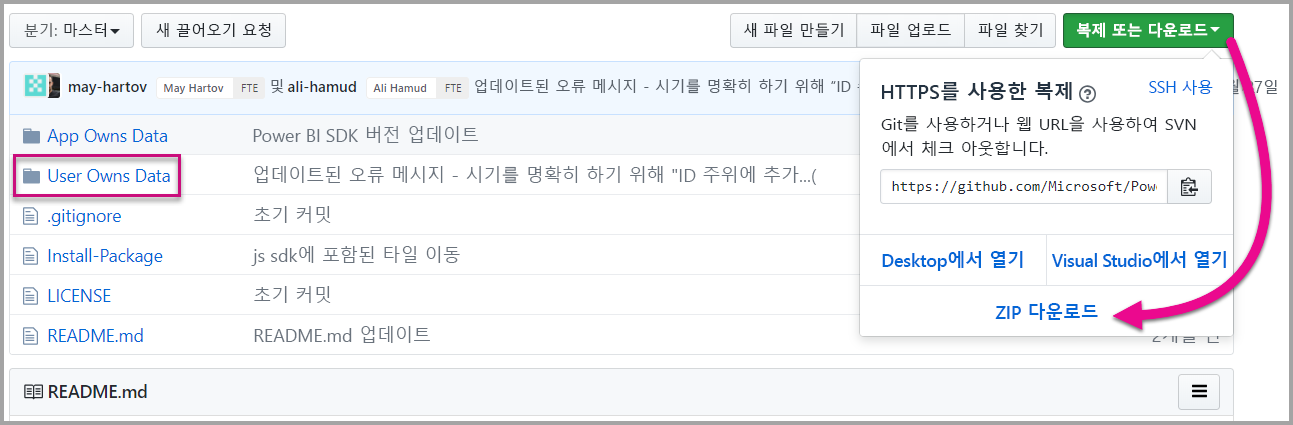 분기: 마스터
새 끌어오기 요청
새 파일 만들기
파일 업로드
파일 찾기
복제 또는 다운로드
may-hartov May Hartov FTE 및 ali-hamud Ali Hamud FTE 업데이트된 오류 메시지 - 시기를 명확히 하기 위해 “ID 27일
App Owns Data Power BI SDK 버전 업데이트
User Owns Data 업데이트된 오류 메시지 - 시기를 명확히 하기 위해 "ID 주위에 추가...(
.gitignore 초기 커밋
Install-Package js sdk에 포함된 타일 이동
LICENSE 초기 커밋
README.md README.md 업데이트
HTTPS를 사용한 복제 SSH 사용
Git를 사용하거나 웹 URL을 사용하여 SVN
에서 체크 아웃합니다.
https://github.com/Microsoft/Pow
Desktop에서 열기
Visual Studio에서 열기
ZIP 다운로드
README.md